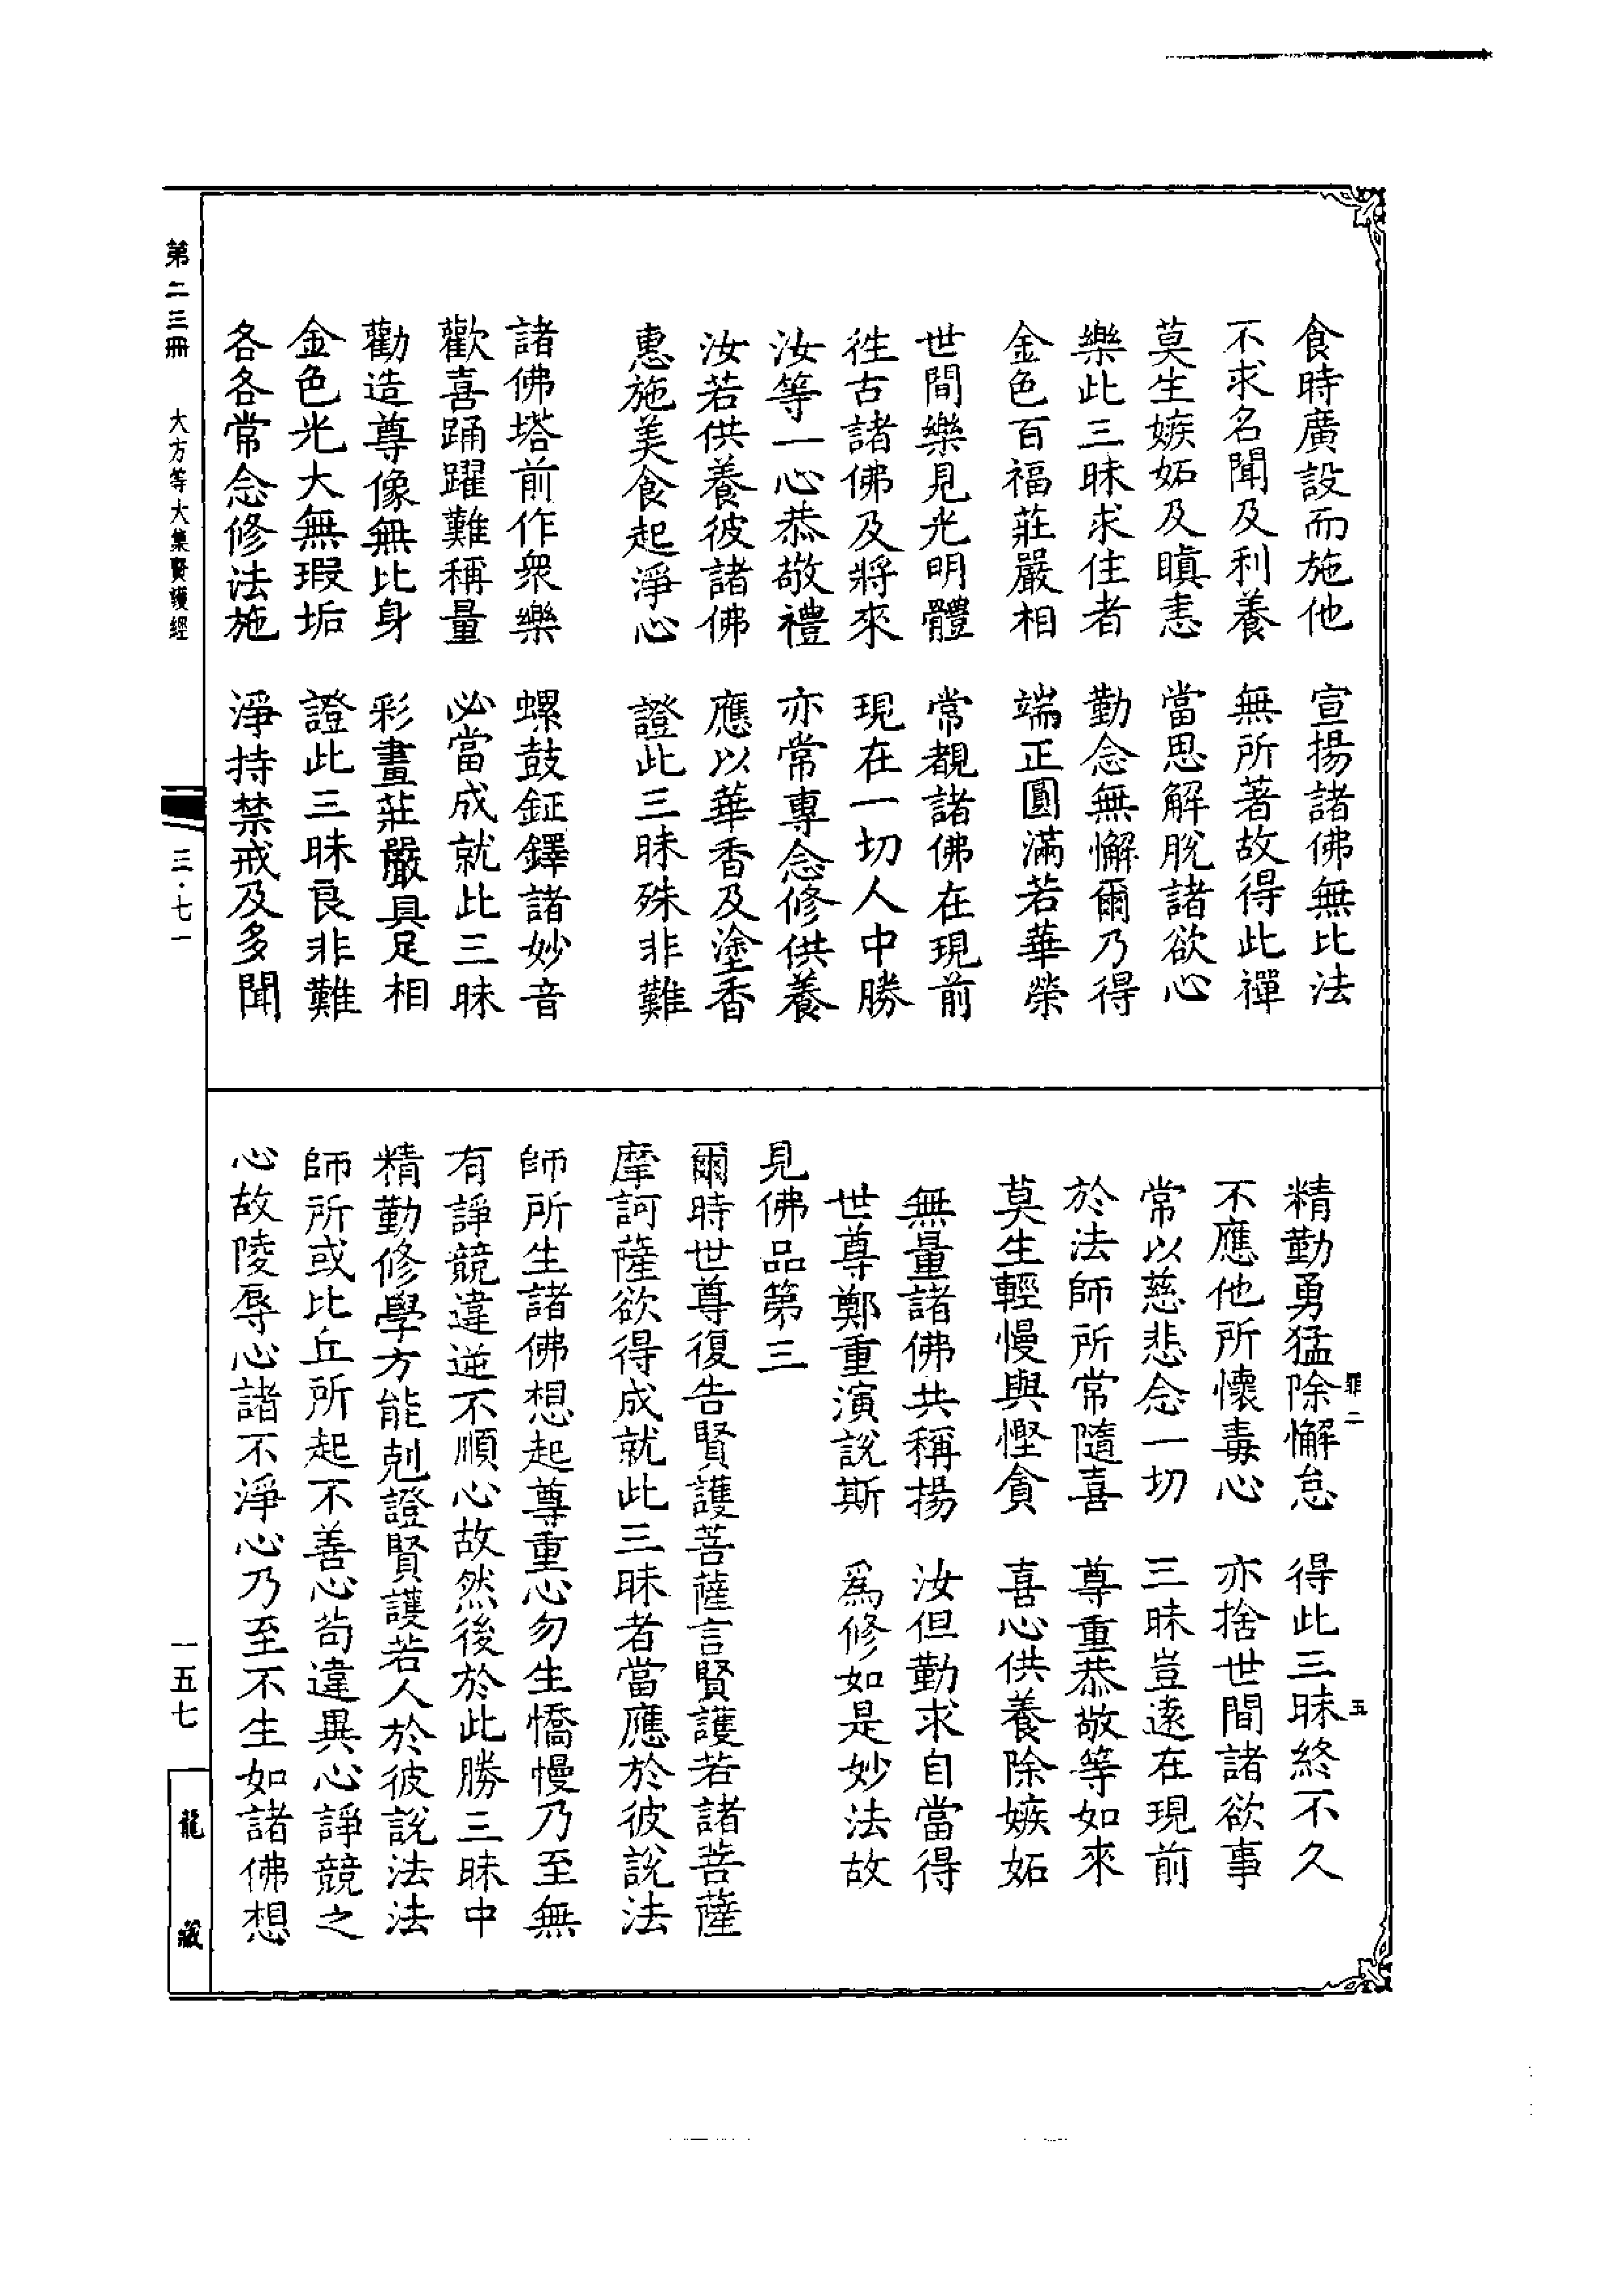 食時廣設而施他　宣揚諸佛無比法
不求名聞及利養　無所著故得此禪
莫生嫉妬及瞋恚　當思解脫諸欲心
樂此三昧求住者　勤念無懈爾乃得
金色百福莊嚴相　端正圓滿若華榮
世間樂見光明體　常覩諸佛在現前
徃古諸佛及將來　現在一切人中勝
汝等一心恭敬禮　亦常專念修供養
汝若供養彼諸佛　應以華香及塗香
惠施美食起淨心　證此三昧殊非難
諸佛塔前作衆樂　螺鼓鉦鐸諸妙音
歡喜踊躍難稱量　必當成就此三昧
勸造尊像無比身　彩畫莊嚴具足相
金色光大無瑕垢　證此三昧良非難
各各常念修法施　淨持禁戒及多聞
罪二　五
精勤勇猛除懈怠　得此三昧終不久
不應他所懷毒心　亦捨世間諸欲事
常以慈悲念一切　三昧豈遠在現前
於法師所常隨喜　尊重恭敬等如來
莫生輕慢與慳貪　喜心供養除嫉妬
無量諸佛共稱揚　汝但勤求自當得
世尊鄭重演說斯　爲修如是妙法故
見佛品第三
爾時世尊復告賢護菩薩言賢護若諸菩薩
摩訶薩欲得成就此三昧者當應於彼說法
師所生諸佛想起尊重心勿生憍慢乃至無
有諍競違逆不順心故然後於此勝三昧中
精勤修學方能剋證賢護若人於彼說法法
師所或比丘所起不善心苟違異心諍競之
心故陵辱心諸不淨心乃至不生如諸佛想
第二三冊　大方等大集賢護經　三·七一
一五七　龍藏